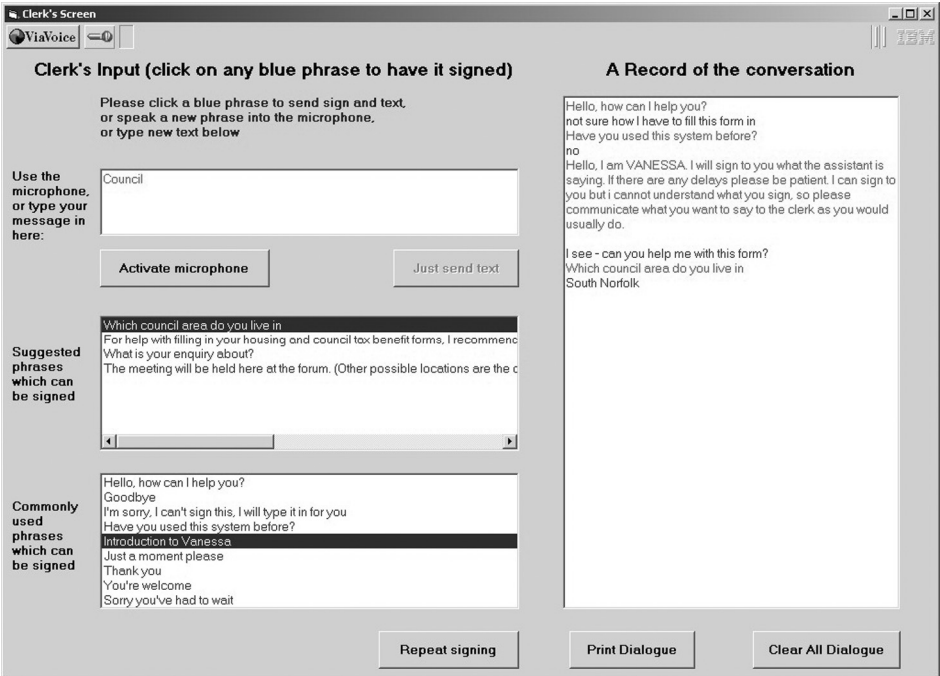 Clerk's Screen
ViaVoice
IBM
Clerk's Input (click on any blue phrase to have it signed)
Please click a blue phrase to send sign and text,
or speak a new phrase into the microphone,
or type new text below
Use the
microphone,
or type your
message in
here:
Council
Activate microphone
Just send text
Suggested
phrases
which can
be signed
Which council area do you live in
For help with filling in your housing and council tax benefit forms, I recommend
What is your enquiry about?
The meeting will be held here at the forum. (Other possible locations are the
Commonly
used
phrases
which can
be signed
Hello, how can I help you?
Goodbye
I'm sorry, I can't sign this, I will type it in for you
Have you used this system before?
Introduction to Vanessa
Just a moment please
Thank you
You're welcome
Sorry you've had to wait
Repeat signing
A Record of the conversation
Hello, how can I help you?
not sure how I have to fill this form in
Have you used this system before?
no
Hello, I am VANESSA. I will sign to you what the assistant is
saying. If there are any delays please be patient. I can sign to
you but i cannot understand what you sign, so please
communicate what you want to say to the clerk as you would
usually do.
I see - can you help me with this form?
Which council area do you live in
South Norfolk
Print Dialogue
Clear All Dialogue